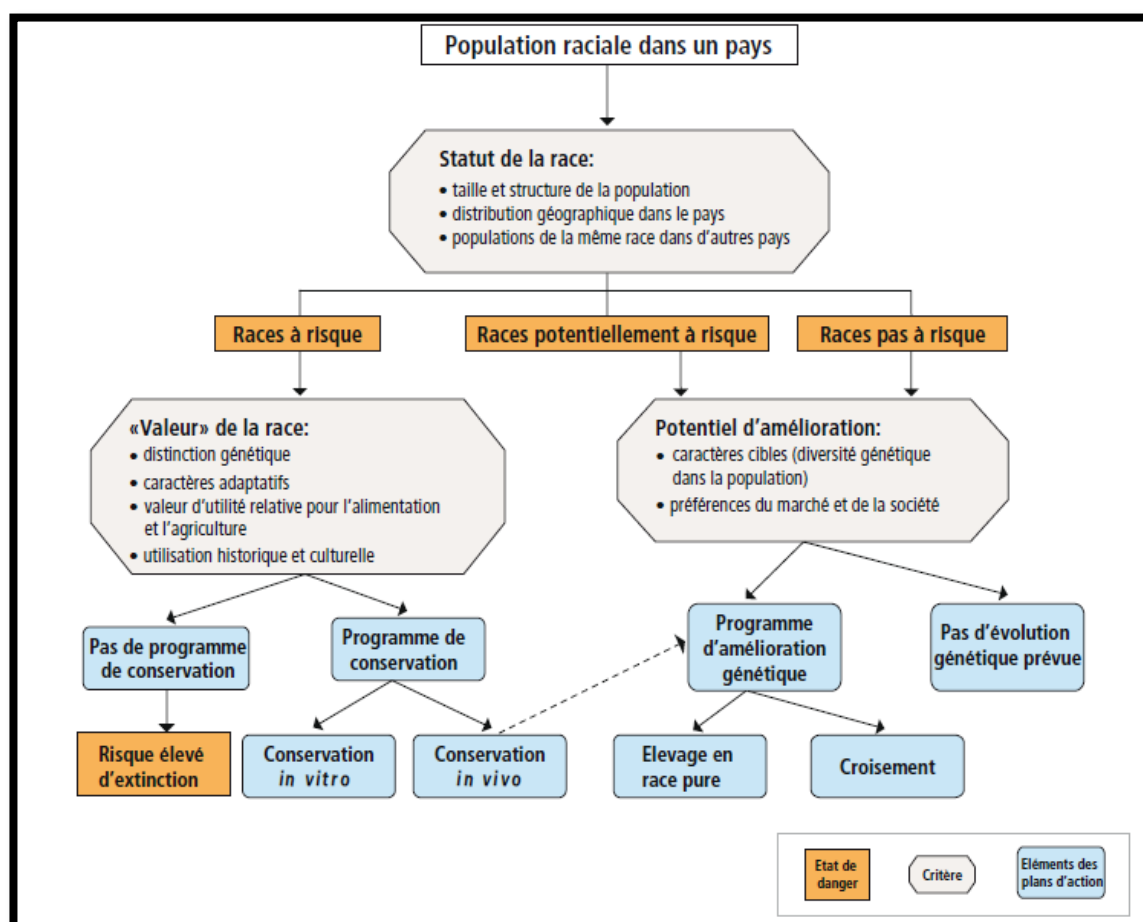 Population raciale dans un pays
Statut de la race:
• taille et structure de la population
• distribution géographique dans le pays
• populations de la même race dans d'autres pays
Races à risque
Races potentiellement à risque
Races pas à risque
«Valeur» de la race:
• distinction génétique
• caractères adaptatifs
• valeur d'utilité relative pour l'alimentation
et l'agriculture
• utilisation historique et culturelle
Potentiel d'amélioration:
• caractères cibles (diversité génétique
dans la population)
• préférences du marché et de la société
Pas de programme
de conservation
Programme de
conservation
Programme
d'amélioration
génétique
Pas d'évolution
génétique prévue
Risque élevé
d'extinction
Conservation
in vitro
Conservation
in vivo
Elevage en
race pure
Croisement
Etat de
danger
Critère
Eléments des
plans d'action